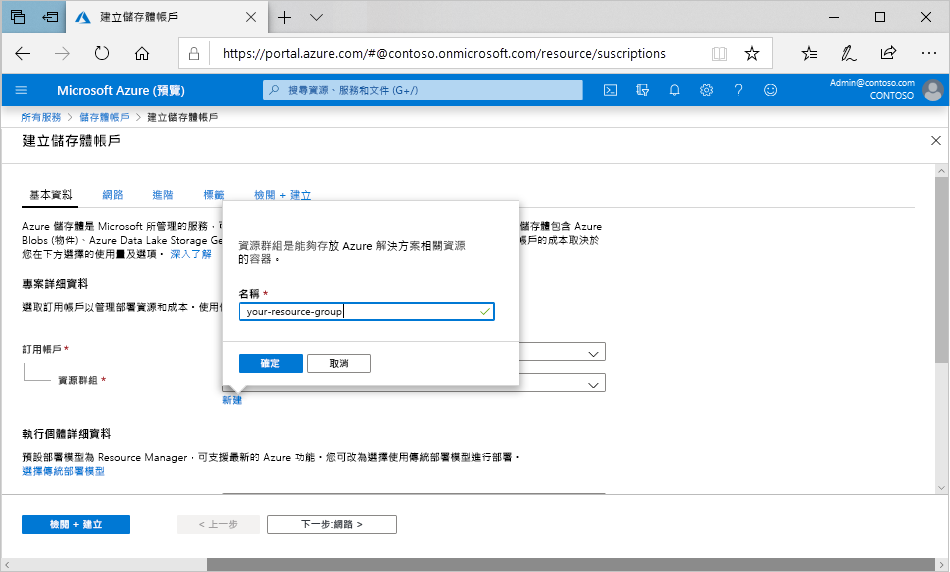 建立儲存體帳戶
https://portal.azure.com/#@contoso.onmicrosoft.com/resource/suscriptions
Microsoft Azure (預覽)
搜尋資源、服務和文件 (G+/)
Admin@contoso.com
CONTOSO
所有服務 > 儲存體帳戶 > 建立儲存體帳戶
建立儲存體帳戶
基本資料 網路 進階 標籤 檢閱 + 建立
Azure 儲存體是 Microsoft 所管理的服務，可 儲存體包含 Azure
Blobs (物件)、Azure Data Lake Storage Ge 帳戶的成本取決於
您在下方選擇的使用量及選項。 深入了解
資源群組是能夠存放 Azure 解決方案相關資源
的容器。
名稱 *
your-resource-group
確定 取消
專案詳細資料
選取訂用帳戶以管理部署資源和成本。使用
訂用帳戶 *
資源群組 *
新建
執行個體詳細資料
預設部署模型為 Resource Manager，可支援最新的 Azure 功能。您可改為選擇使用傳統部署模型進行部署。
選擇傳統部署模型
檢閱 + 建立 < 上一步 下一步:網路 >